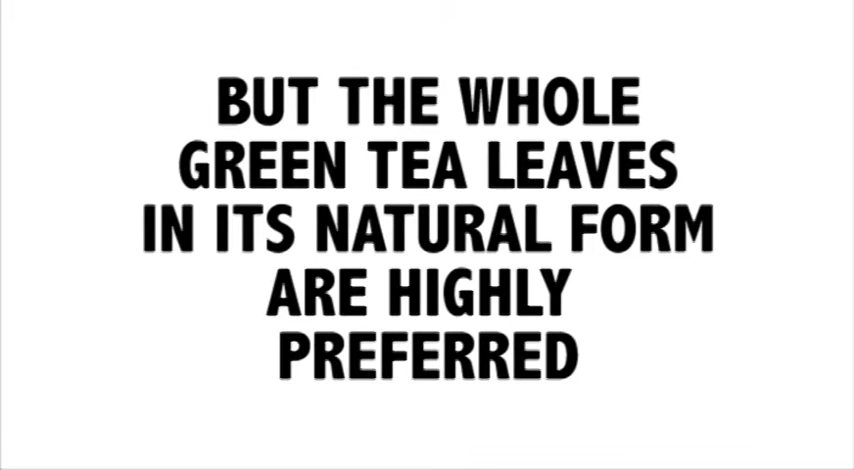 BUT THE WHOLE
GREEN TEA LEAVES
IN ITS NATURAL FORM
ARE HIGHLY
PREFERRED